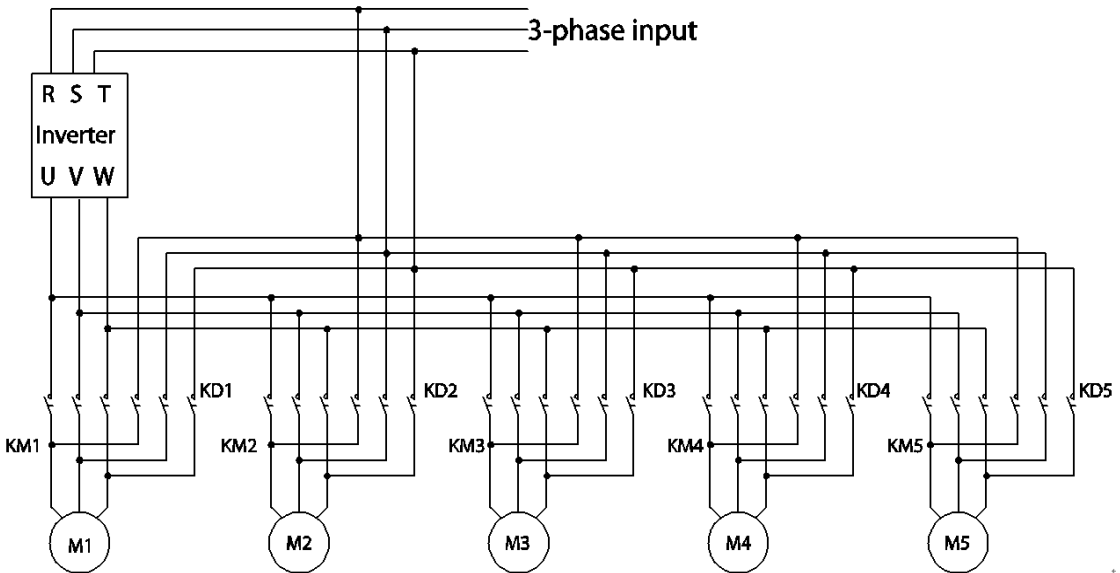 3-phase input
R S T
Inverter
U V W
KD1
KD2
KD3
KD4
KD5
KM1
KM2
KM3
KM4
KM5
M1
M2
M3
M4
M5